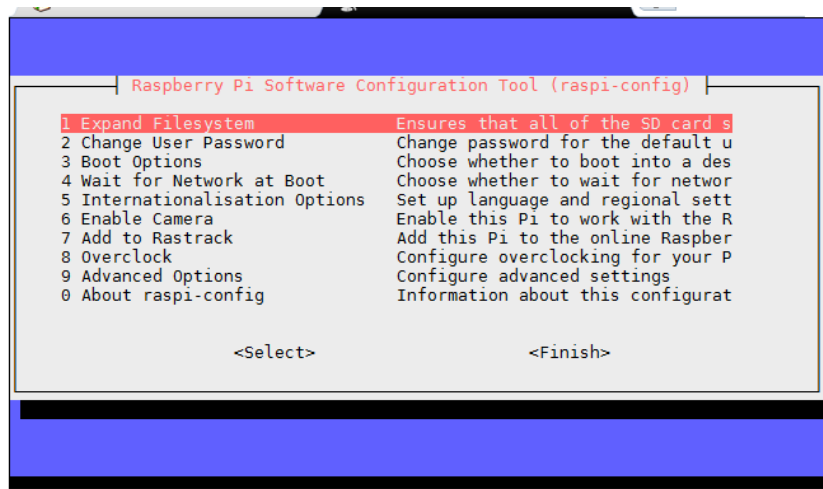 Raspberry Pi Software Configuration Tool (raspi-config)
1 Expand Filesystem Ensures that all of the SD card s
2 Change User Password Change password for the default u
3 Boot Options Choose whether to boot into a des
4 Wait for Network at Boot Choose whether to wait for networ
5 Internationalisation Options Set up language and regional sett
6 Enable Camera Enable this Pi to work with the R
7 Add to Rastrack Add this Pi to the online Raspber
8 Overclock Configure overclocking for your P
9 Advanced Options Configure advanced settings
0 About raspi-config Information about this configurat
<Select> <Finish>